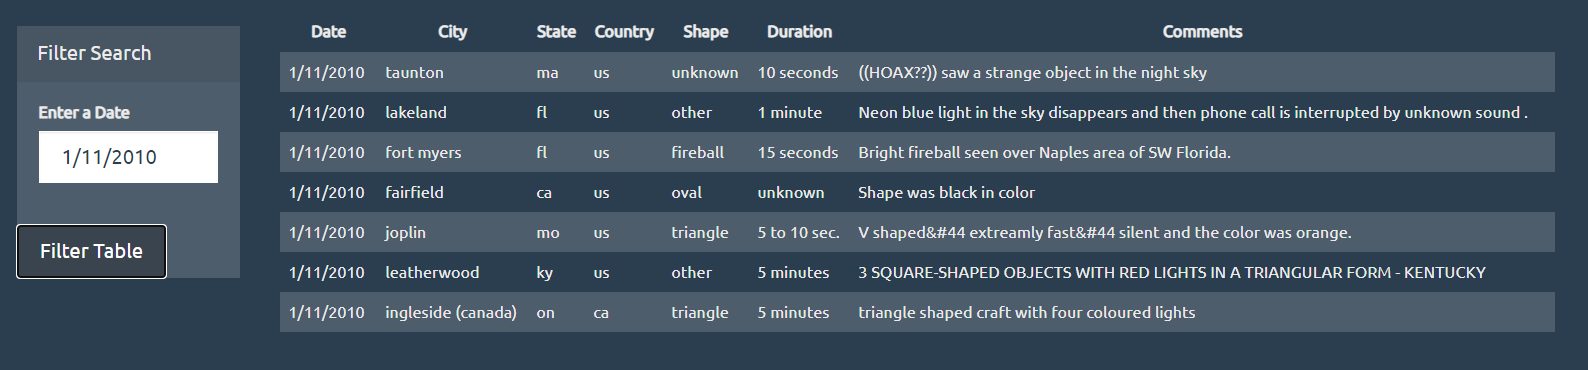 Filter Search
Enter a Date
1/11/2010
Filter Table
Date City State Country Shape Duration Comments
1/11/2010 taunton ma us unknown 10 seconds ((HOAX??)) saw a strange object in the night sky
1/11/2010 lakeland fl us other 1 minute Neon blue light in the sky disappears and then phone call is interrupted by unknown sound .
1/11/2010 fort myers fl us fireball 15 seconds Bright fireball seen over Naples area of SW Florida.
1/11/2010 fairfield ca us oval unknown Shape was black in color
1/11/2010 joplin mo us triangle 5 to 10 sec. V shaped&#44 extreamly fast&#44 silent and the color was orange.
1/11/2010 leatherwood ky us other 5 minutes 3 SQUARE-SHAPED OBJECTS WITH RED LIGHTS IN A TRIANGULAR FORM - KENTUCKY
1/11/2010 ingleside (canada) on ca triangle 5 minutes triangle shaped craft with four coloured lights